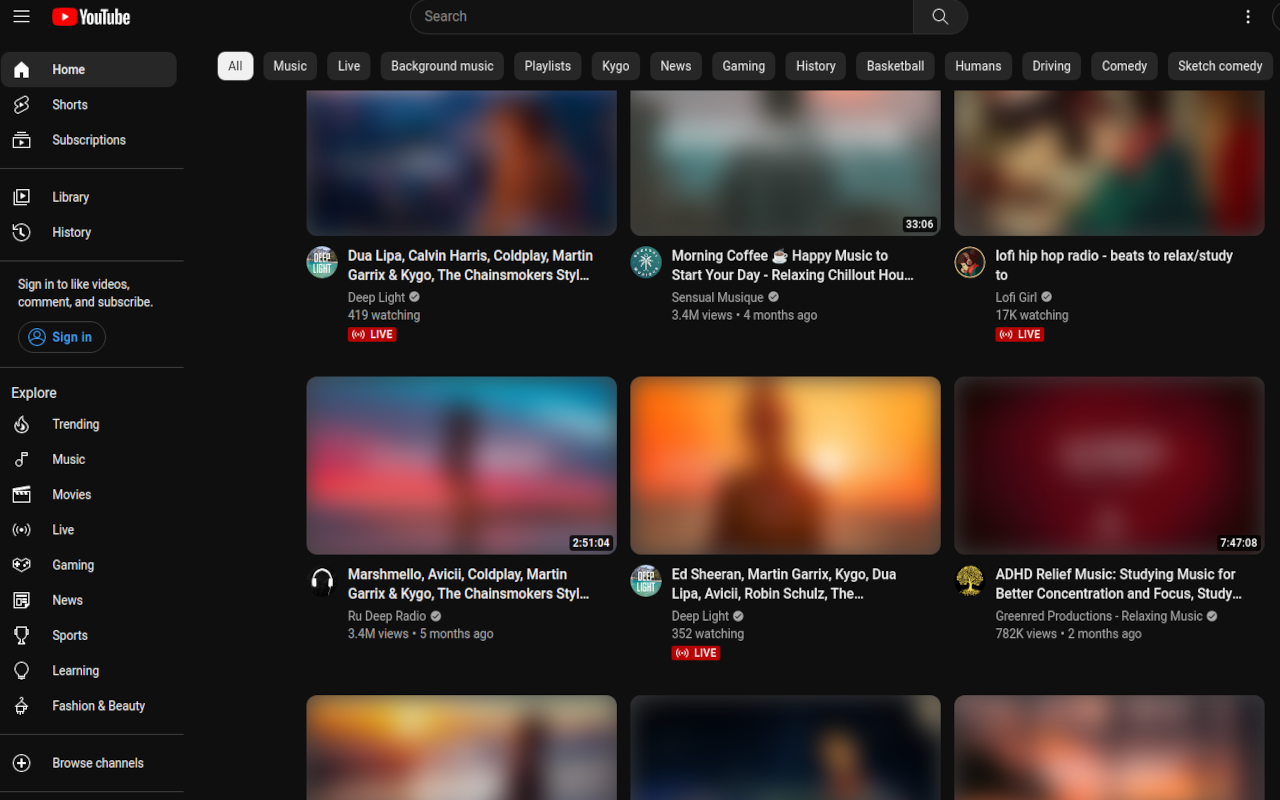 YouTube
Search
Home
Shorts
Subscriptions
Library
History
Sign in to like videos,
comment, and subscribe.
Sign in
Explore
Trending
Music
Movies
Live
Gaming
News
Sports
Learning
Fashion & Beauty
Browse channels
All
Music
Live
Background music
Playlists
Kygo
News
Gaming
History
Basketball
Humans
Driving
Comedy
Sketch comedy
DEEP
LIGHT
Dua Lipa, Calvin Harris, Coldplay, Martin
Garrix & Kygo, The Chainsmokers Styl...
Deep Light
419 watching
LIVE
33:06
Morning Coffee ☕ Happy Music to
Start Your Day - Relaxing Chillout Hou...
Sensual Musique
3.4M views • 4 months ago
lofi hip hop radio - beats to relax/study
to
Lofi Girl
17K watching
LIVE
2:51:04
Marshmello, Avicii, Coldplay, Martin
Garrix & Kygo, The Chainsmokers Styl...
Ru Deep Radio
3.4M views • 5 months ago
DEEP
LIGHT
Ed Sheeran, Martin Garrix, Kygo, Dua
Lipa, Avicii, Robin Schulz, The...
Deep Light
352 watching
LIVE
7:47:08
ADHD Relief Music: Studying Music for
Better Concentration and Focus, Study...
Greenred Productions - Relaxing Music
782K views • 2 months ago